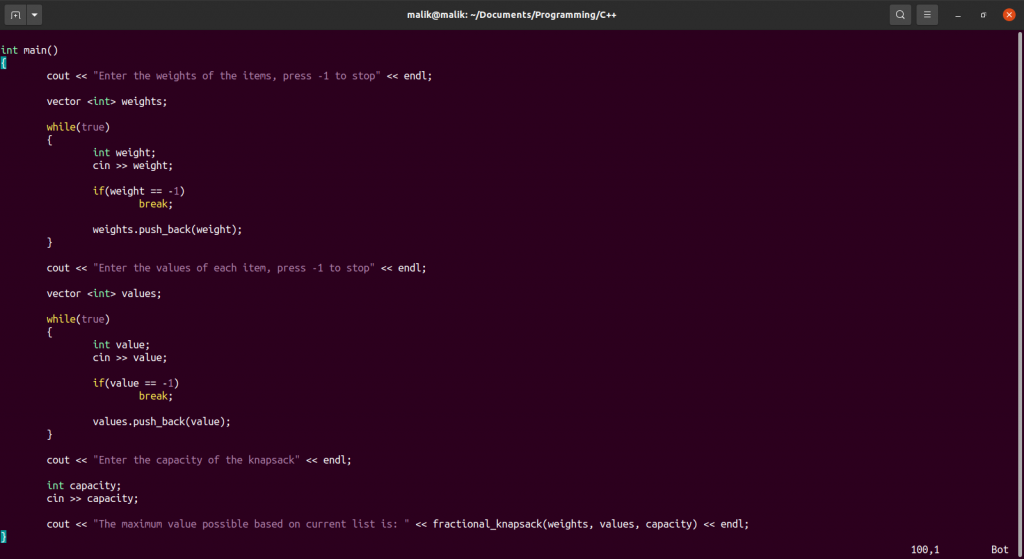 malik@malik: ~/Documents/Programming/C++
int main()
{
cout << "Enter the weights of the items, press -1 to stop" << endl;
vector <int> weights;
while(true)
{
int weight;
cin >> weight;
if(weight == -1)
break;
weights.push_back(weight);
}
cout << "Enter the values of each item, press -1 to stop" << endl;
vector <int> values;
while(true)
{
int value;
cin >> value;
if(value == -1)
break;
values.push_back(value);
}
cout << "Enter the capacity of the knapsack" << endl;
int capacity;
cin >> capacity;
cout << "The maximum value possible based on current list is: " << fractional_knapsack(weights, values, capacity) << endl;
}
100,1 Bot